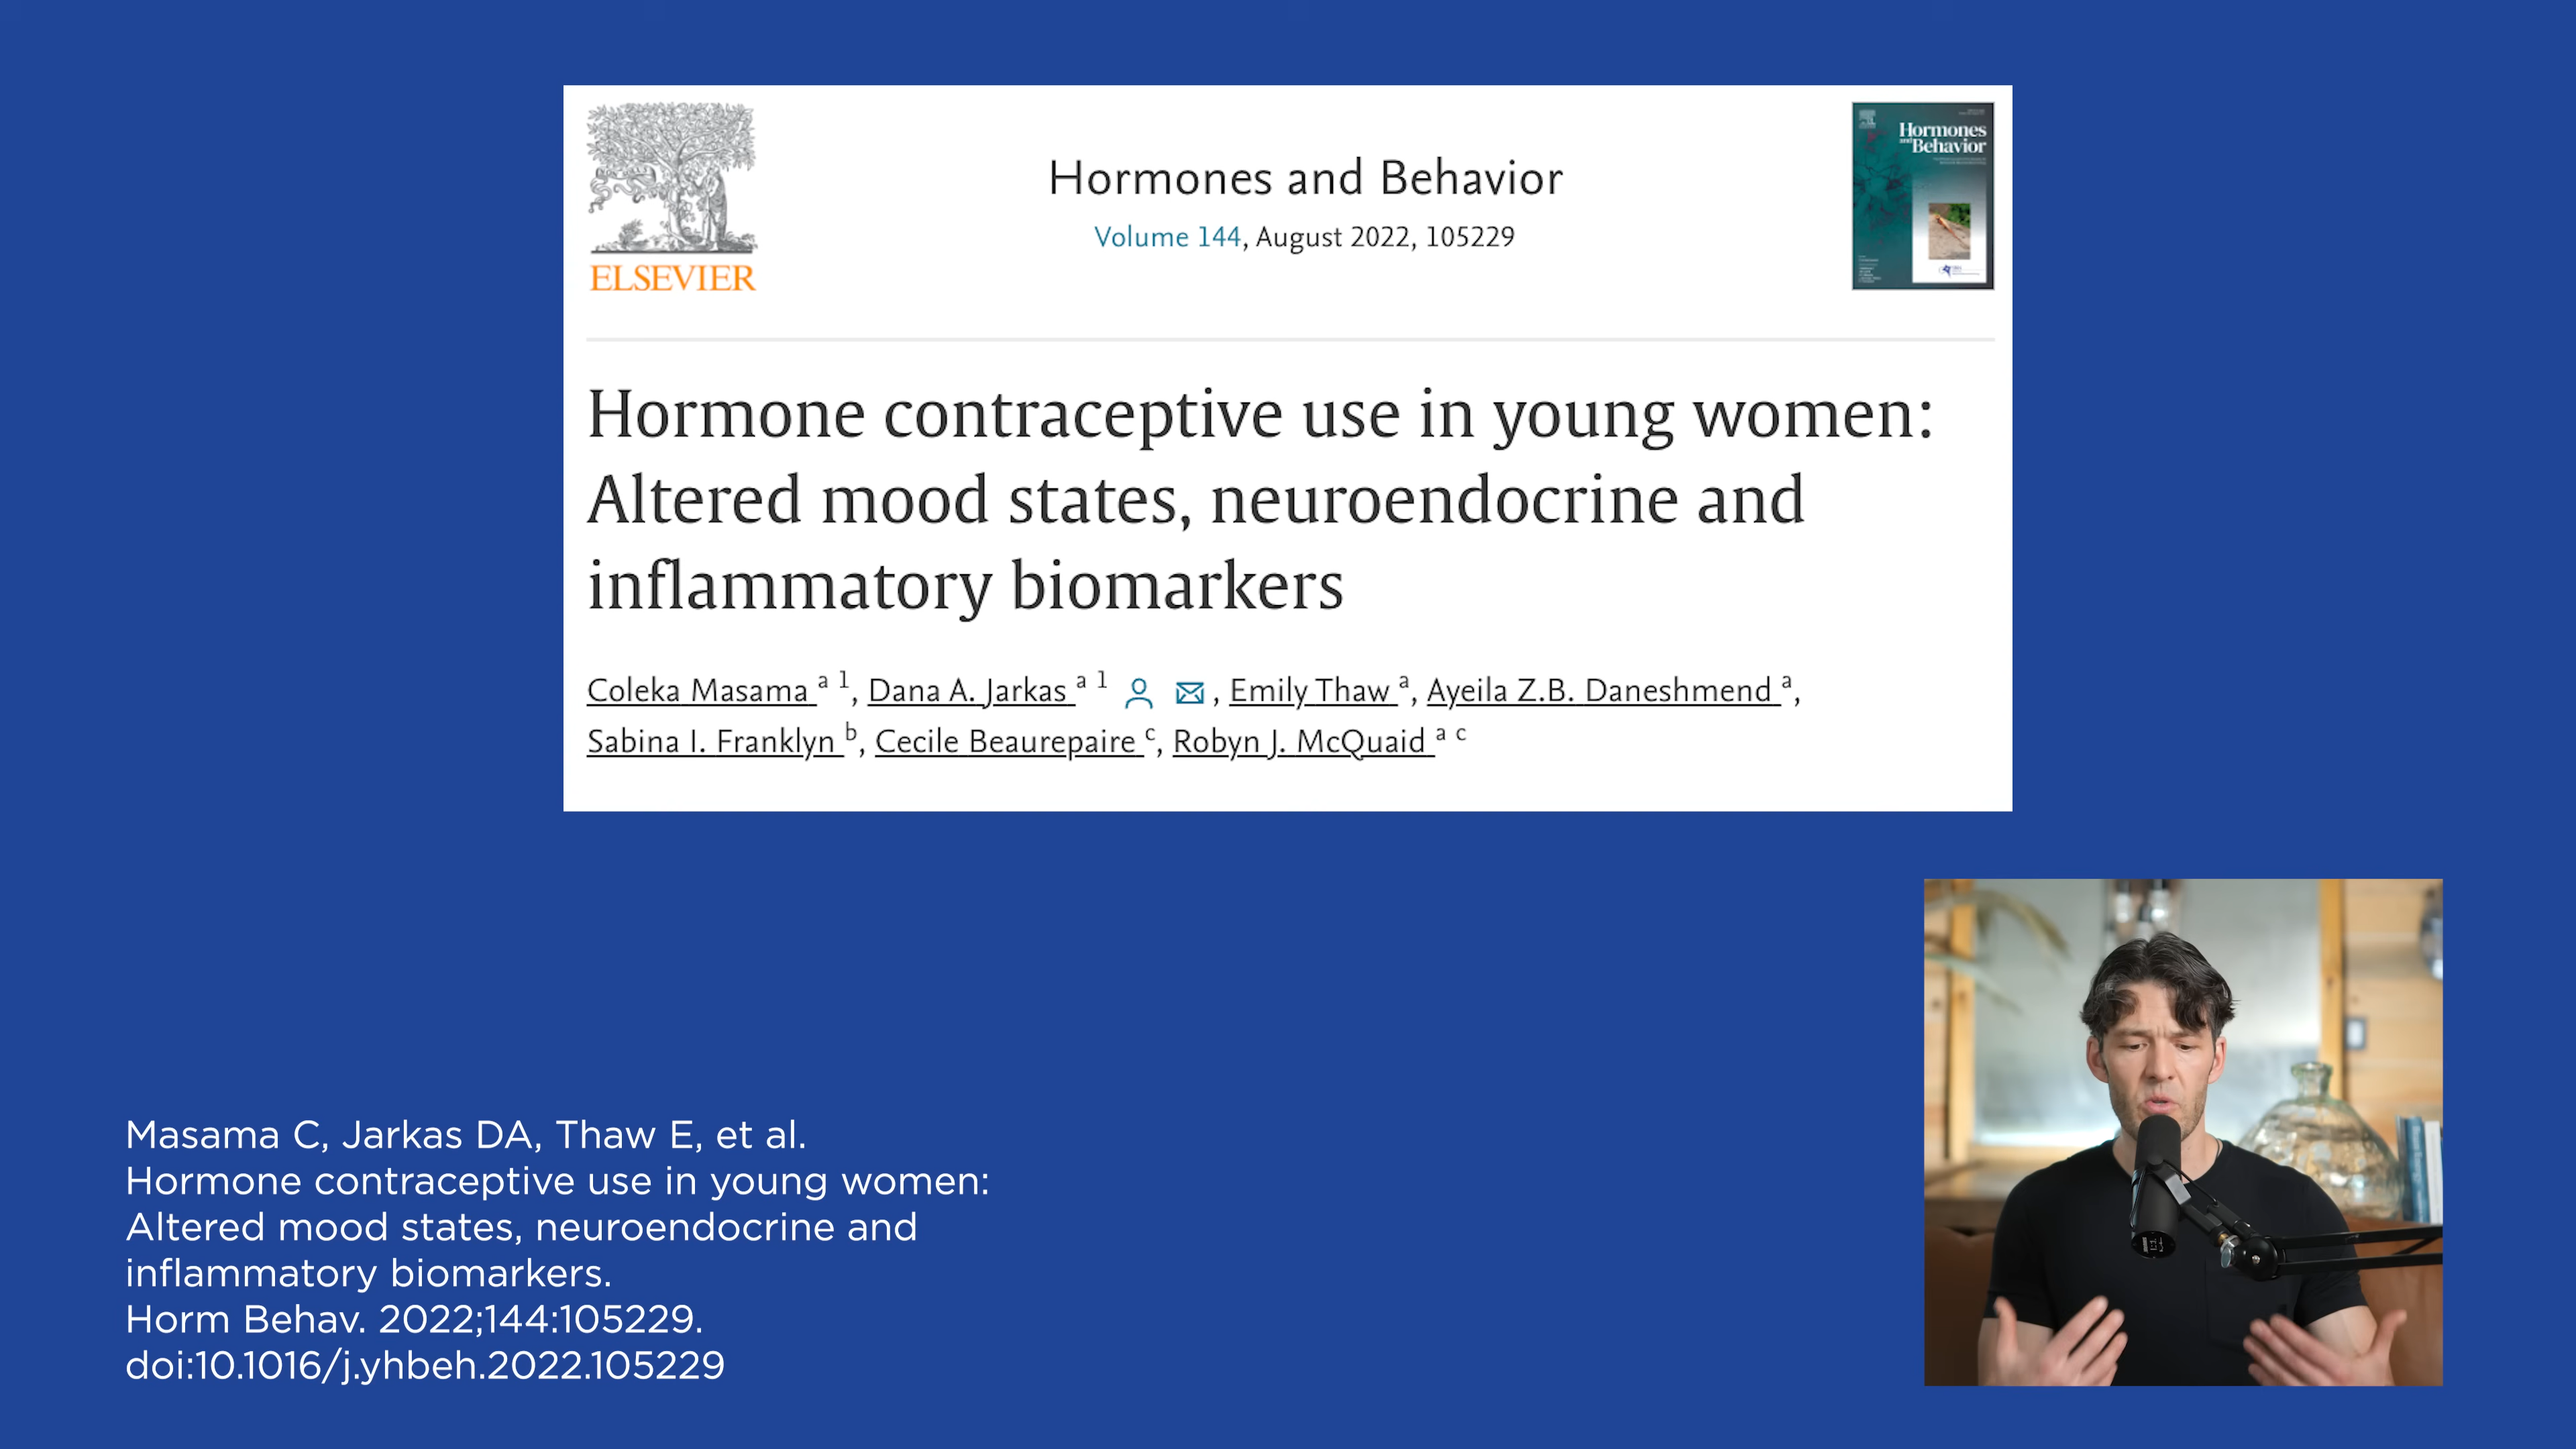 ELSEVIER
Hormones and Behavior
Volume 144, August 2022, 105229
Hormones
and Behavior
Hormone contraceptive use in young women:
Altered mood states, neuroendocrine and
inflammatory biomarkers
Coleka Masama a 1, Dana A. Jarkas a 1, Emily Thaw a, Ayeila Z.B. Daneshmend a,
Sabina I. Franklyn b, Cecile Beaurepaire c, Robyn J. McQuaid a c
Masama C, Jarkas DA, Thaw E, et al.
Hormone contraceptive use in young women:
Altered mood states, neuroendocrine and
inflammatory biomarkers.
Horm Behav. 2022;144:105229.
doi:10.1016/j.yhbeh.2022.105229